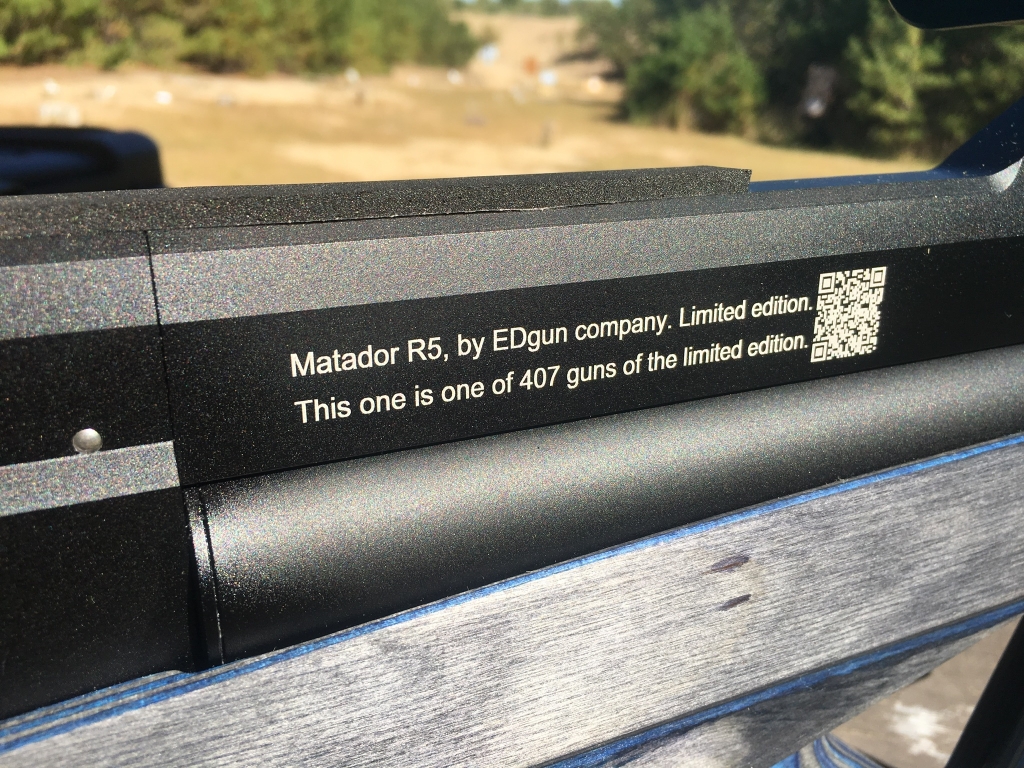 Matador R5, by EDgun company. Limited edition.
This one is one of 407 guns of the limited edition.